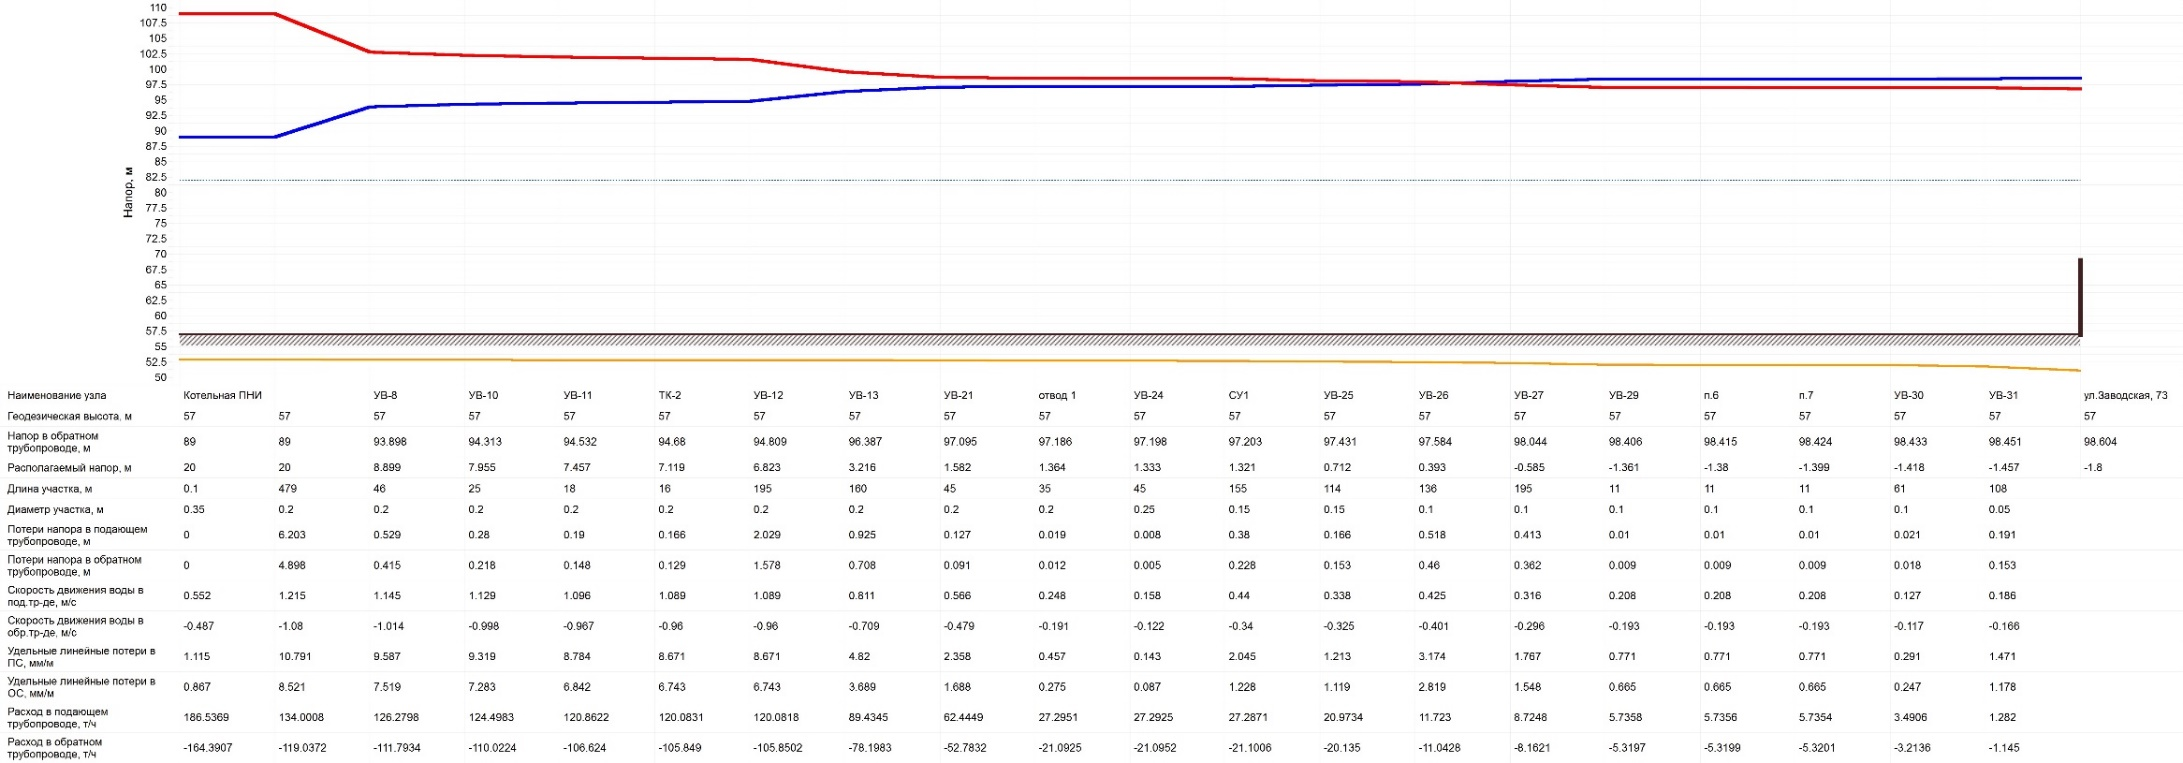 110
107.5
105
102.5
100
97.5
95
92.5
90
87.5
85
82.5
80
77.5
75
72.5
70
67.5
65
62.5
60
57.5
55
52.5
50
Напор, м
Наименование узла Котельная ПНИ УВ-8 УВ-10 УВ-11 ТК-2 УВ-12 УВ-13 УВ-21 отвод 1 УВ-24 СУ1 УВ-25 УВ-26 УВ-27 УВ-29 п.6 п.7 УВ-30 УВ-31 ул.Заводская, 73
Геодезическая высота, м 57 57 57 57 57 57 57 57 57 57 57 57 57 57 57 57 57 57 57 57 57
Напор в обратном
трубопроводе, м 89 89 93.898 94.313 94.532 94.68 94.809 96.387 97.095 97.186 97.198 97.203 97.431 97.584 98.044 98.406 98.415 98.424 98.433 98.451 98.604
Располагаемый напор, м 20 20 8.899 7.955 7.457 7.119 6.823 3.216 1.582 1.364 1.333 1.321 0.712 0.393 -0.585 -1.361 -1.38 -1.399 -1.418 -1.457 -1.8
Длина участка, м 0.1 479 46 25 18 16 195 160 45 35 45 155 114 136 195 11 11 11 61 108
Диаметр участка, м 0.35 0.2 0.2 0.2 0.2 0.2 0.2 0.2 0.2 0.2 0.25 0.15 0.15 0.1 0.1 0.1 0.1 0.1 0.1 0.05
Потери напора в подающем
трубопроводе, м 0 6.203 0.529 0.28 0.19 0.166 2.029 0.925 0.127 0.019 0.008 0.38 0.166 0.518 0.413 0.01 0.01 0.01 0.021 0.191
Потери напора в обратном
трубопроводе, м 0 4.898 0.415 0.218 0.148 0.129 1.578 0.708 0.091 0.012 0.005 0.228 0.153 0.46 0.362 0.009 0.009 0.009 0.018 0.153
Скорость движения воды в
под.тр-де, м/с 0.552 1.215 1.145 1.129 1.096 1.089 1.089 0.811 0.566 0.248 0.158 0.44 0.338 0.425 0.316 0.208 0.208 0.208 0.127 0.186
Скорость движения воды в
обр.тр-де, м/с -0.487 -1.08 -1.014 -0.998 -0.967 -0.96 -0.96 -0.709 -0.479 -0.191 -0.122 -0.34 -0.325 -0.401 -0.296 -0.193 -0.193 -0.193 -0.117 -0.166
Удельные линейные потери в
ПС, мм/м 1.115 10.791 9.587 9.319 8.784 8.671 8.671 4.82 2.358 0.457 0.143 2.045 1.213 3.174 1.767 0.771 0.771 0.771 0.291 1.471
Удельные линейные потери в
ОС, мм/м 0.867 8.521 7.519 7.283 6.842 6.743 6.743 3.689 1.688 0.275 0.087 1.228 1.119 2.819 1.548 0.665 0.665 0.665 0.247 1.178
Расход в подающем
трубопроводе, т/ч 186.5369 134.0008 126.2798 124.4983 120.8622 120.0831 120.0818 89.4345 62.4449 27.2951 27.2925 27.2871 20.9734 11.723 8.7248 5.7358 5.7356 5.7354 3.4906 1.282
Расход в обратном
трубопроводе, т/ч -164.3907 -119.0372 -111.7934 -110.0224 -106.624 -105.849 -105.8502 -78.1983 -52.7832 -21.0925 -21.0952 -21.1006 -20.135 -11.0428 -8.1621 -5.3197 -5.3199 -5.3201 -3.2136 -1.145